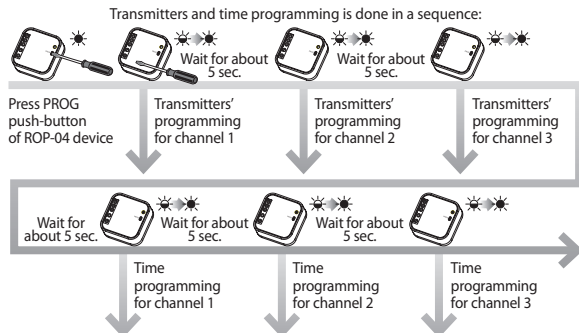 Transmitters and time programming is done in a sequence:
Wait for about
5 sec.
Wait for about
5 sec.
Press PROG
push-button
of ROP-04 device
Transmitters'
programming
for channel 1
Transmitters'
programming
for channel 2
Transmitters'
programming
for channel 3
Wait for
about 5 sec.
Wait for about
5 sec.
Wait for about
5 sec.
Time
programming
for channel 1
Time
programming
for channel 2
Time
programming
for channel 3